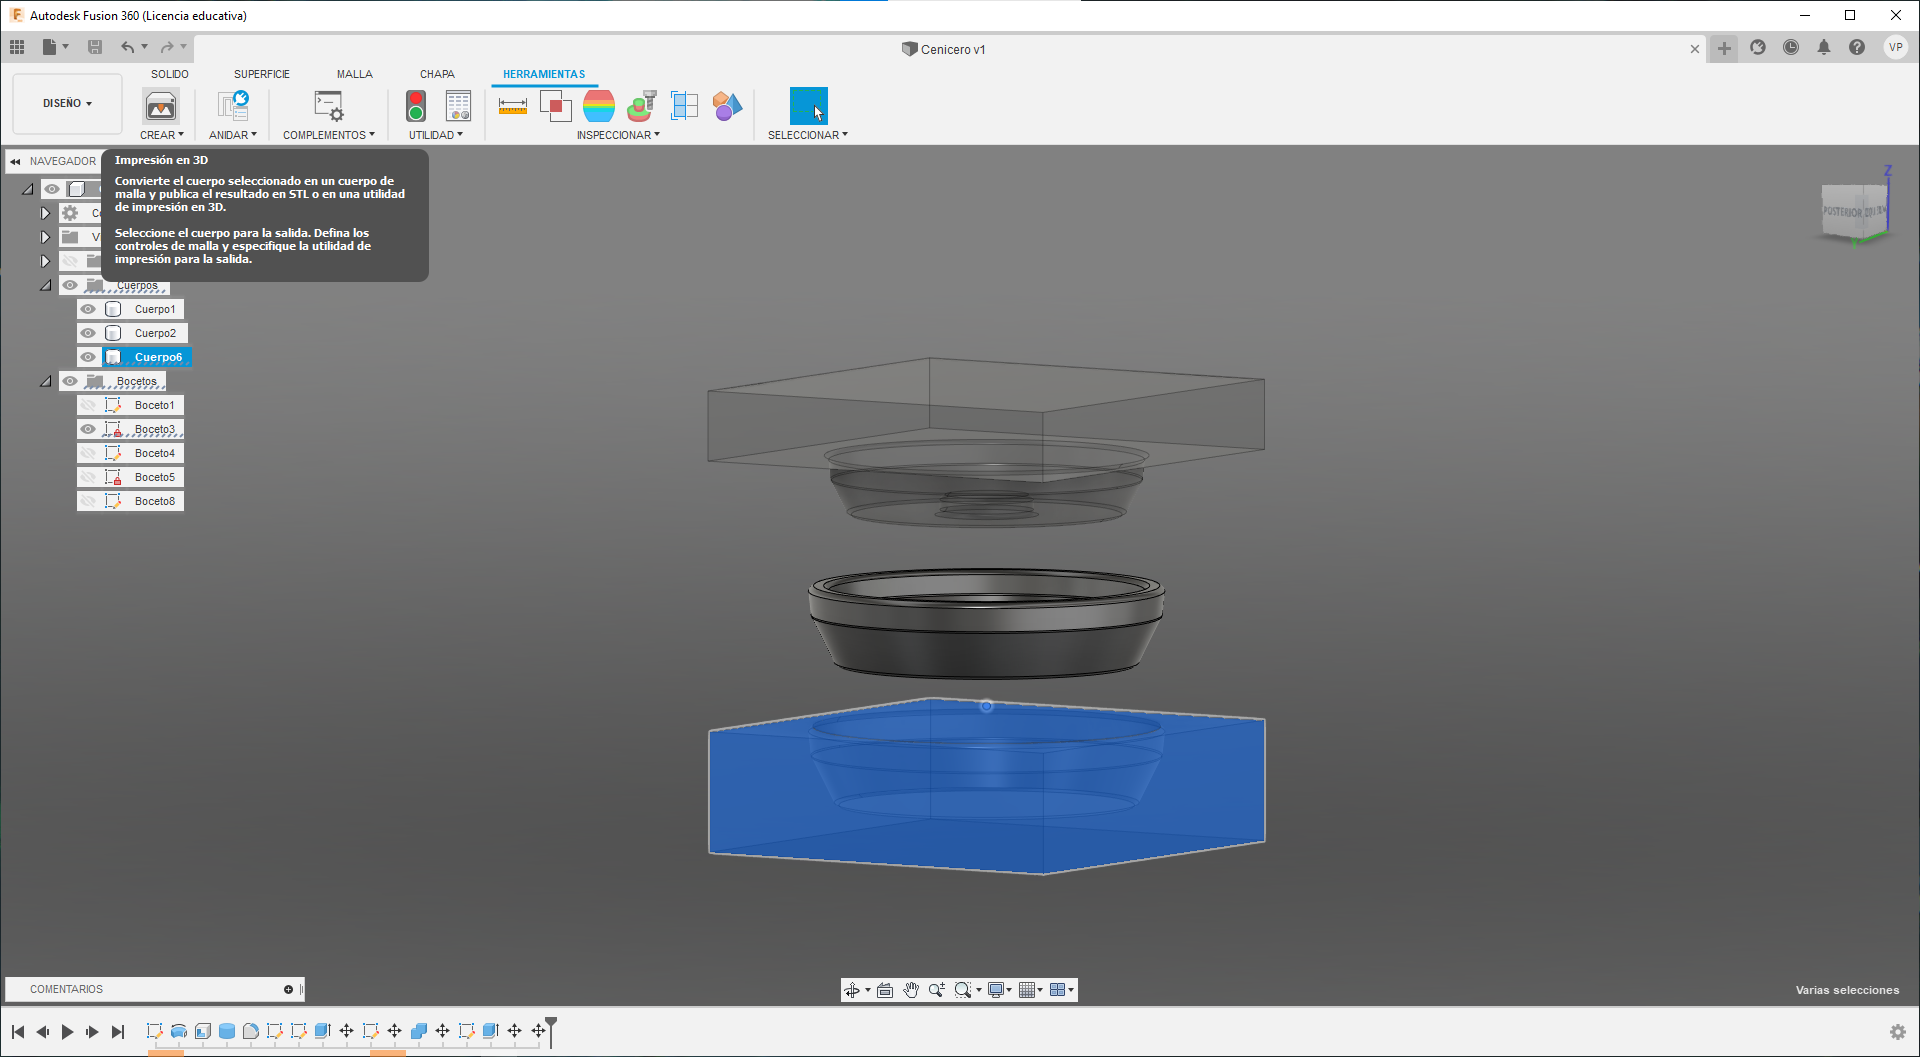 Autodesk Fusion 360 (Licencia educativa)
Cenicero v1
VP
DISEÑO
SOLIDO
SUPERFICIE
MALLA
CHAPA
HERRAMIENTAS
CREAR
ANIDAR
COMPLEMENTOS
UTILIDAD
INSPECCIONAR
SELECCIONAR
NAVEGADOR
Impresión en 3D
Convierte el cuerpo seleccionado en un cuerpo de
malla y publica el resultado en STL o en una utilidad
de impresión en 3D.
Seleccione el cuerpo para la salida. Defina los
controles de malla y especifique la utilidad de
impresión para la salida.
Cuerpos
Cuerpo1
Cuerpo2
Cuerpo6
Bocetos
Boceto1
Boceto3
Boceto4
Boceto5
Boceto8
Z
POSTERIOR
Y
COMENTARIOS
Varias selecciones